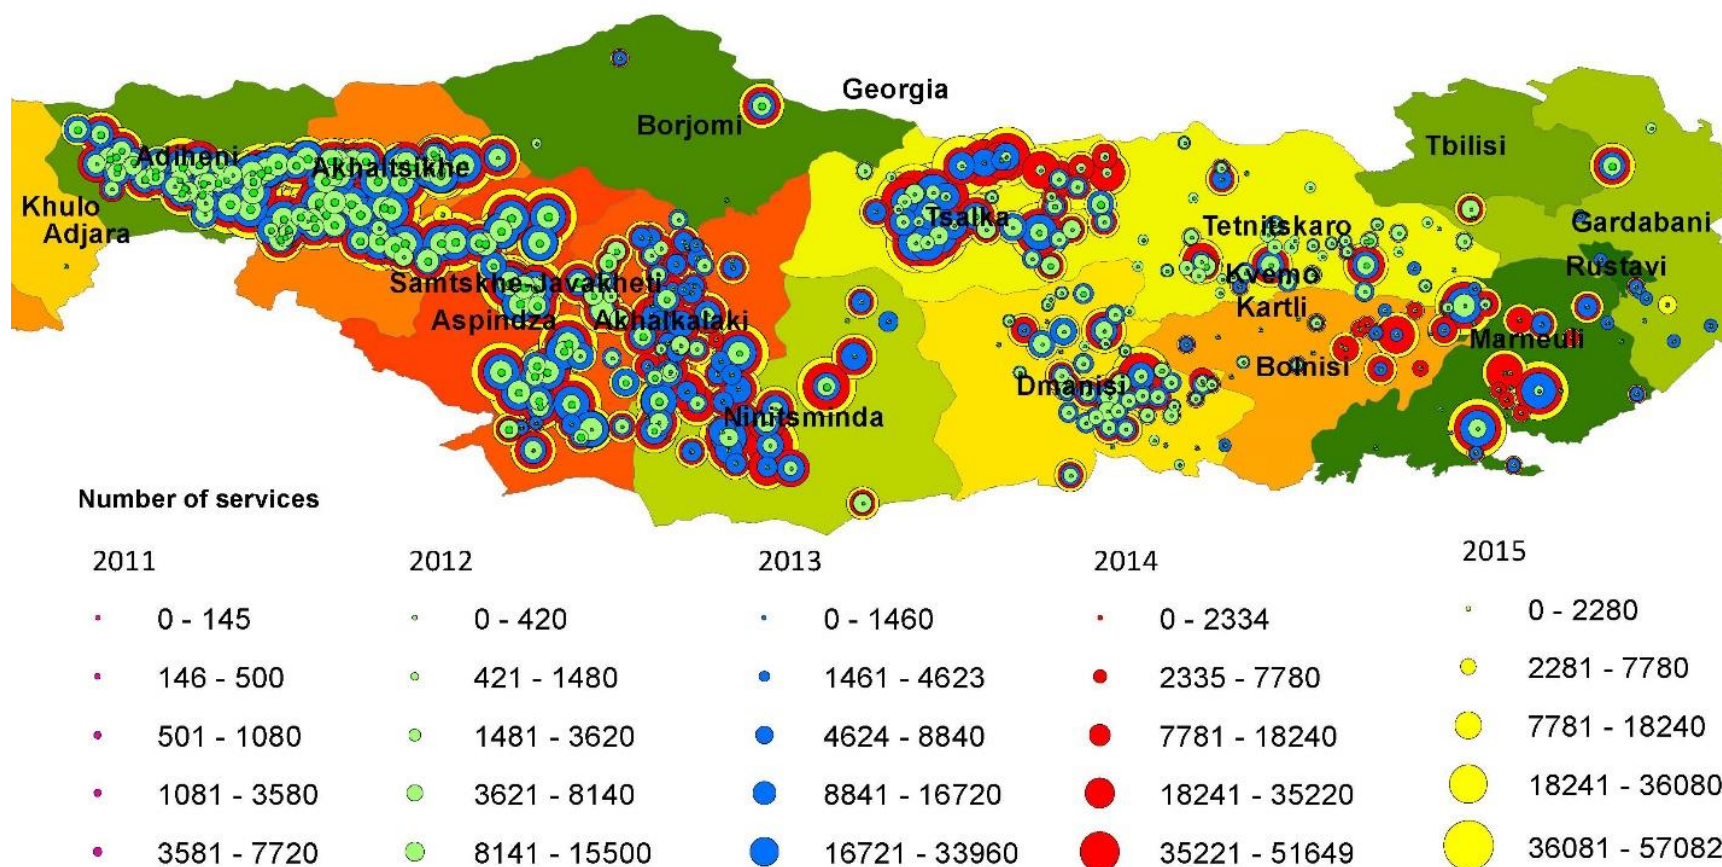 Georgia
Borjomi
Tbilisi
Adiheni
Akhaltsikhe
Khulo
Adjara
Tsalka
Tetnitskaro
Gardabani
Rustavi
Samtskhe-Javakheti
Kvemo
Kartli
Aspindza
Akhalkalaki
Marneuli
Bolnisi
Dmanisi
Ninitsminda
Number of services
2011 2012 2013 2014 2015
0 - 145 0 - 420 0 - 1460 0 - 2334 0 - 2280
146 - 500 421 - 1480 1461 - 4623 2335 - 7780 2281 - 7780
501 - 1080 1481 - 3620 4624 - 8840 7781 - 18240 7781 - 18240
1081 - 3580 3621 - 8140 8841 - 16720 18241 - 35220 18241 - 36080
3581 - 7720 8141 - 15500 16721 - 33960 35221 - 51649 36081 - 57082